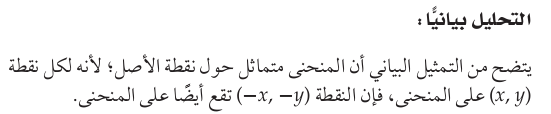 التحليل بيانيًّا :
يتضح من التمثيل البياني أن المنحنى متماثل حول نقطة الأصل؛ لأنه لكل نقطة
(x, y) على المنحنى، فإن النقطة (−x, −y) تقع أيضًا على المنحنى.